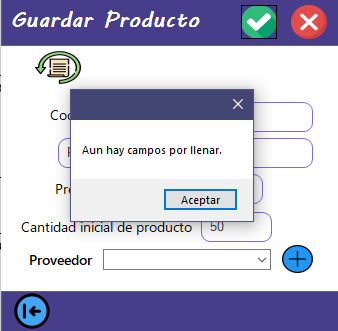 Guardar Producto
Aun hay campos por llenar.
Aceptar
Cantidad inicial de producto 50
Proveedor